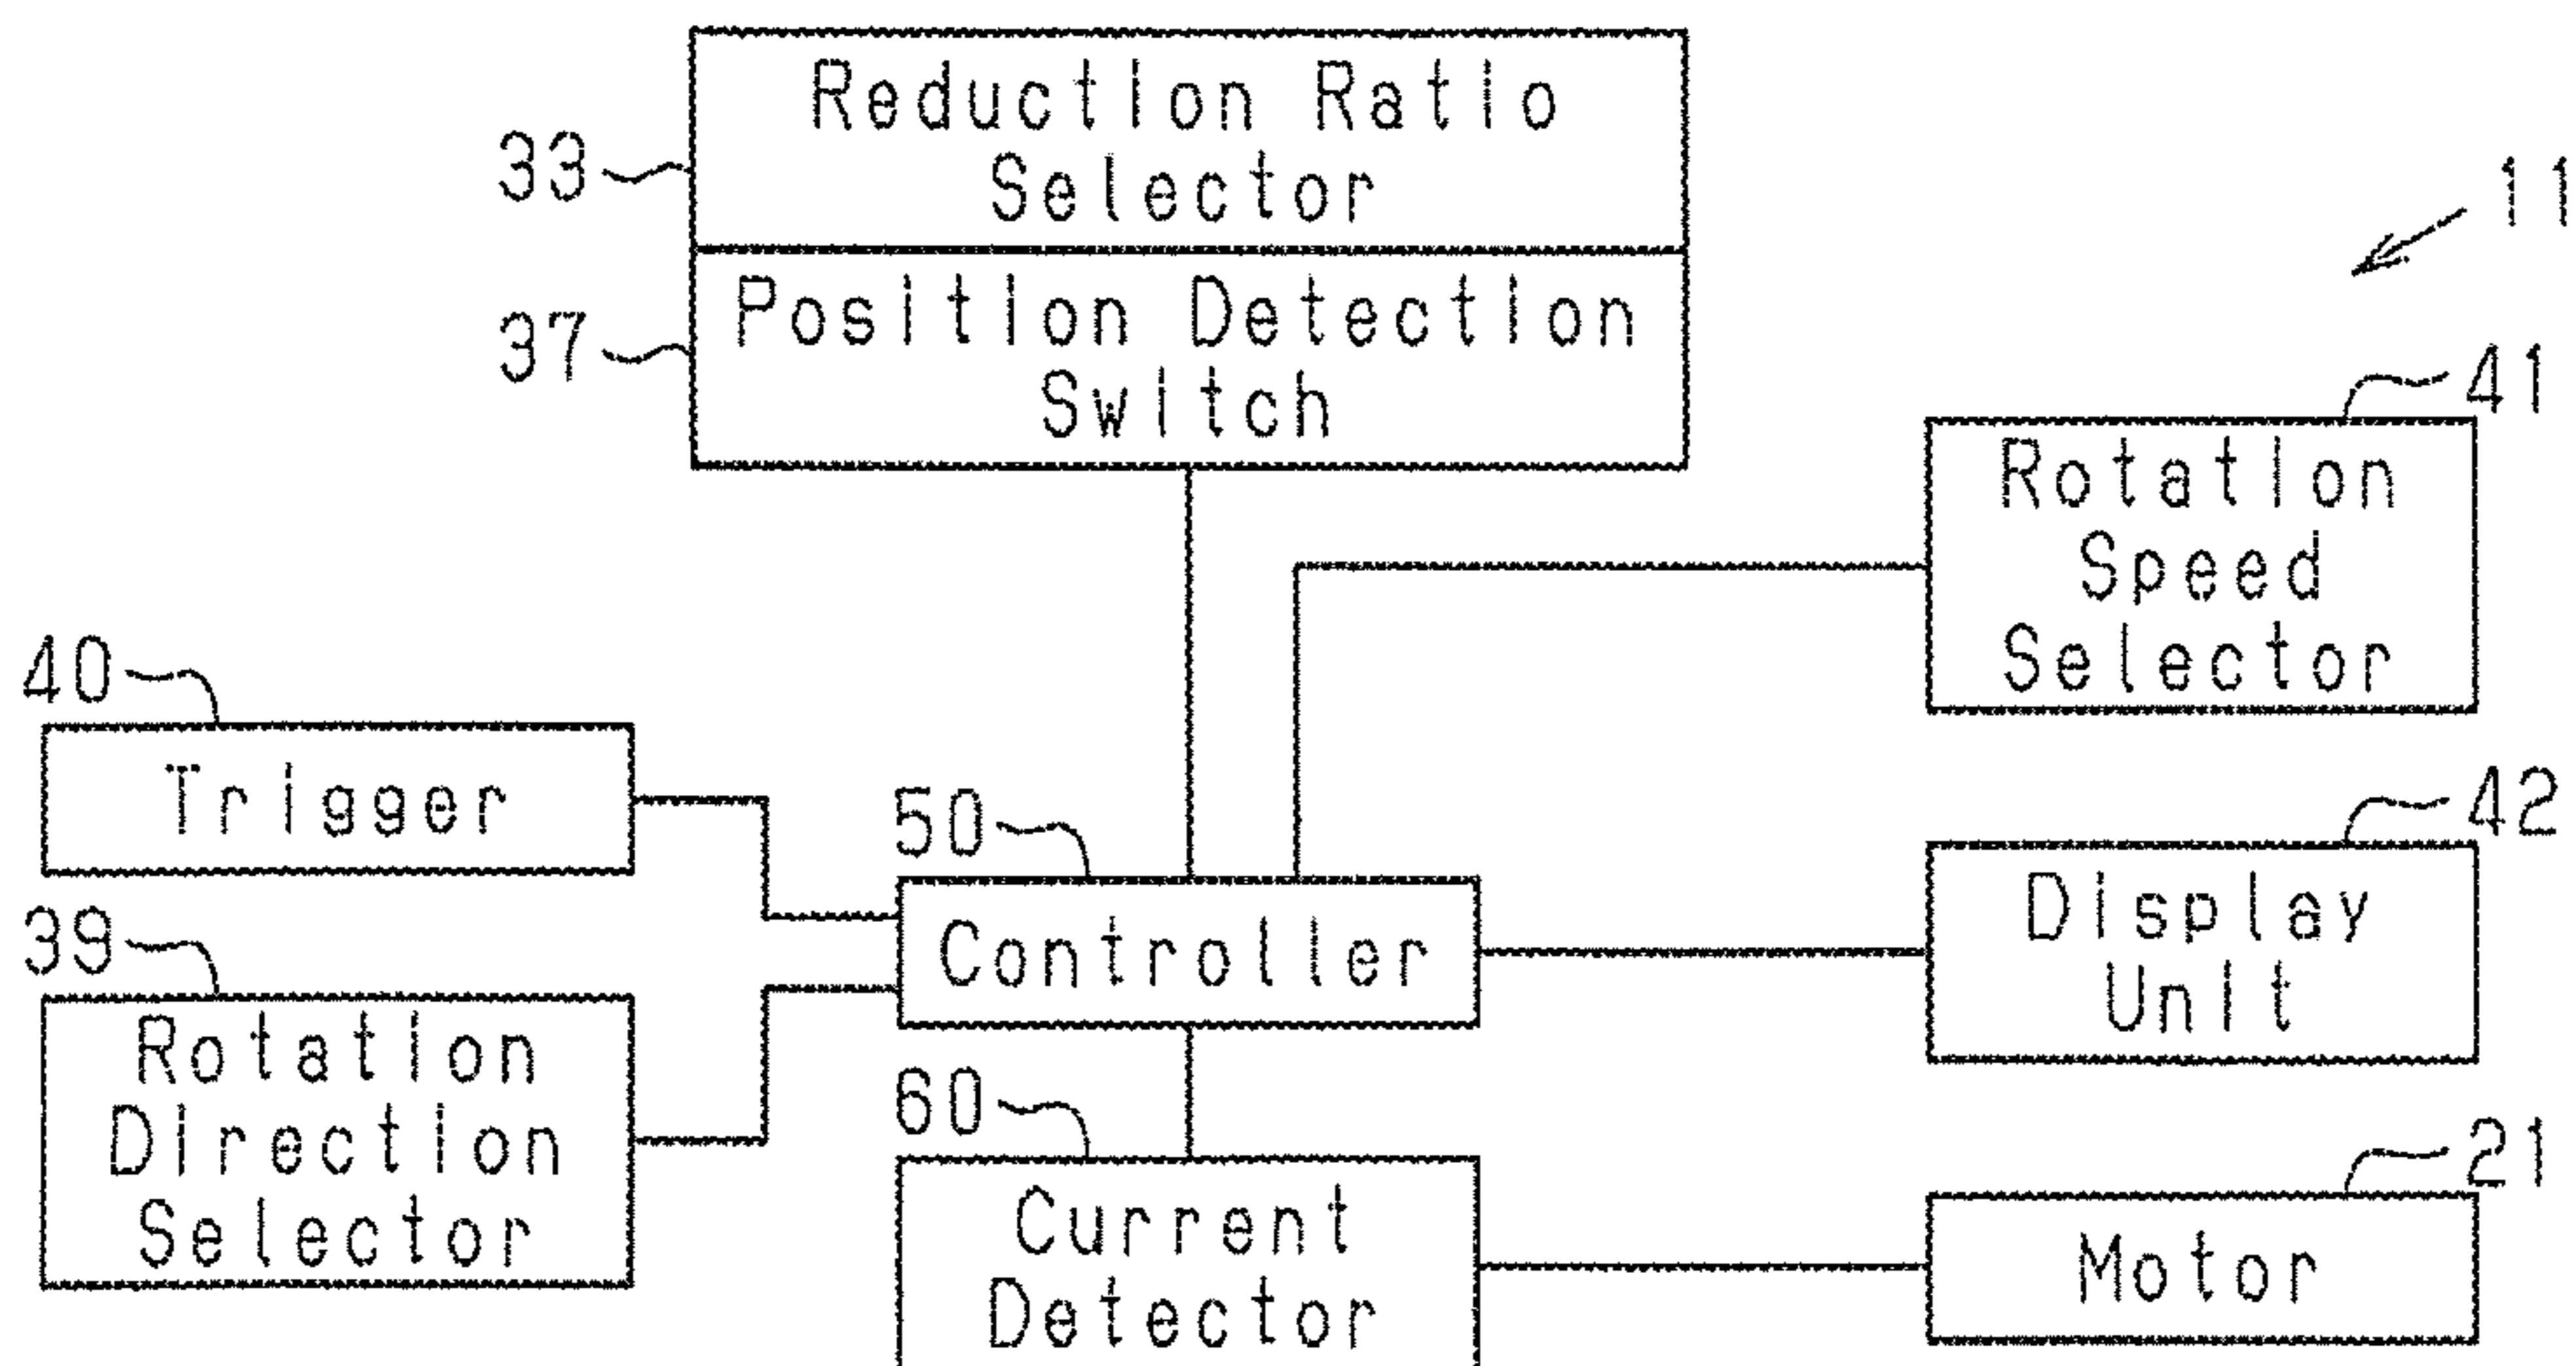 Reduction Ratio
Selector
33
11
Position Detection
Switch
37
41
Rotation
Speed
Selector
40
Trigger
50
Controller
42
Display
Unit
39
Rotation
Direction
Selector
60
Current
Detector
21
Motor